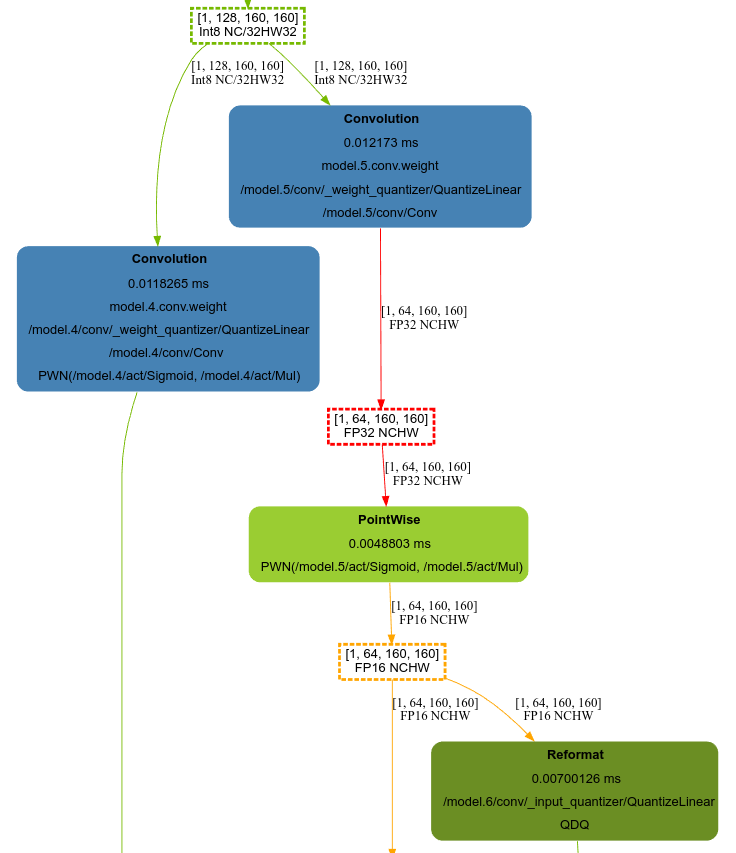 [1, 128, 160, 160]
Int8 NC/32HW32
[1, 128, 160, 160]
Int8 NC/32HW32
[1, 128, 160, 160]
Int8 NC/32HW32
Convolution
0.012173 ms
model.5.conv.weight
/model.5/conv/_weight_quantizer/QuantizeLinear
/model.5/conv/Conv
Convolution
0.0118265 ms
model.4.conv.weight
/model.4/conv/_weight_quantizer/QuantizeLinear
/model.4/conv/Conv
PWN(/model.4/act/Sigmoid, /model.4/act/Mul)
[1, 64, 160, 160]
FP32 NCHW
[1, 64, 160, 160]
FP32 NCHW
[1, 64, 160, 160]
FP32 NCHW
PointWise
0.0048803 ms
PWN(/model.5/act/Sigmoid, /model.5/act/Mul)
[1, 64, 160, 160]
FP16 NCHW
[1, 64, 160, 160]
FP16 NCHW
[1, 64, 160, 160]
FP16 NCHW
[1, 64, 160, 160]
FP16 NCHW
Reformat
0.00700126 ms
/model.6/conv/_input_quantizer/QuantizeLinear
QDQ